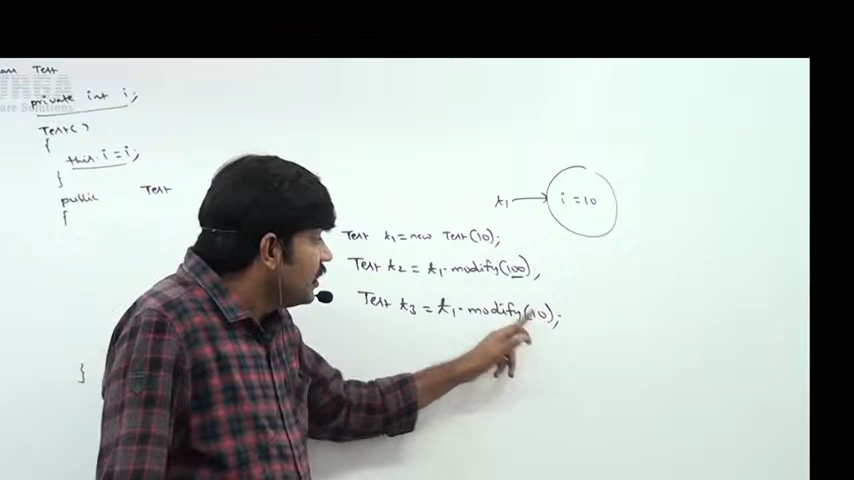 Test
private int i;
Test()
{
this.i=i;
}
public Test
{
}
t1 → i = 10
Test t1 = new Test(10);
Test t2 = t1.modify(100);
Test t3 = t1.modify(10);